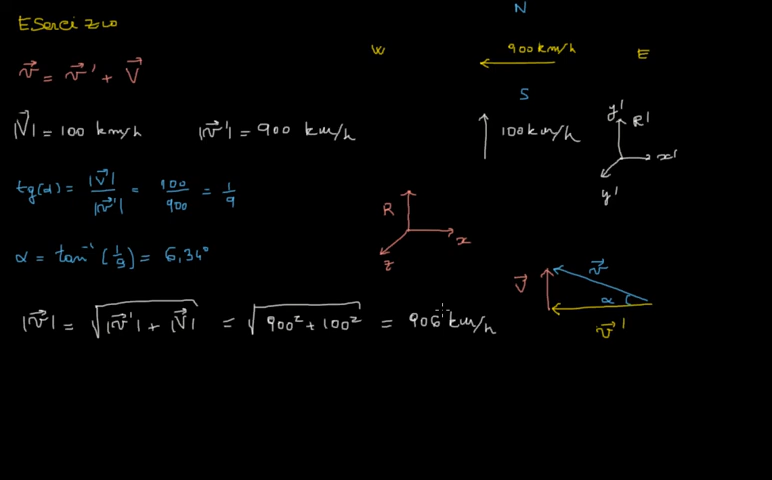 Esercizio
N
W
900 km/h
E
S
v⃗ = v⃗' + V⃗
|V⃗| = 100 km/h
|v⃗'| = 900 km/h
100 km/h
y'
R'
x'
y'
tg(α) = |V⃗| / |v⃗'| = 100/900 = 1/9
R
x
z
α = tan⁻¹(1/9) = 6,34°
V⃗
v⃗
α
v⃗'
|v⃗| = √(|v⃗'| + |V⃗|) = √(900² + 100²) = 906 km/h